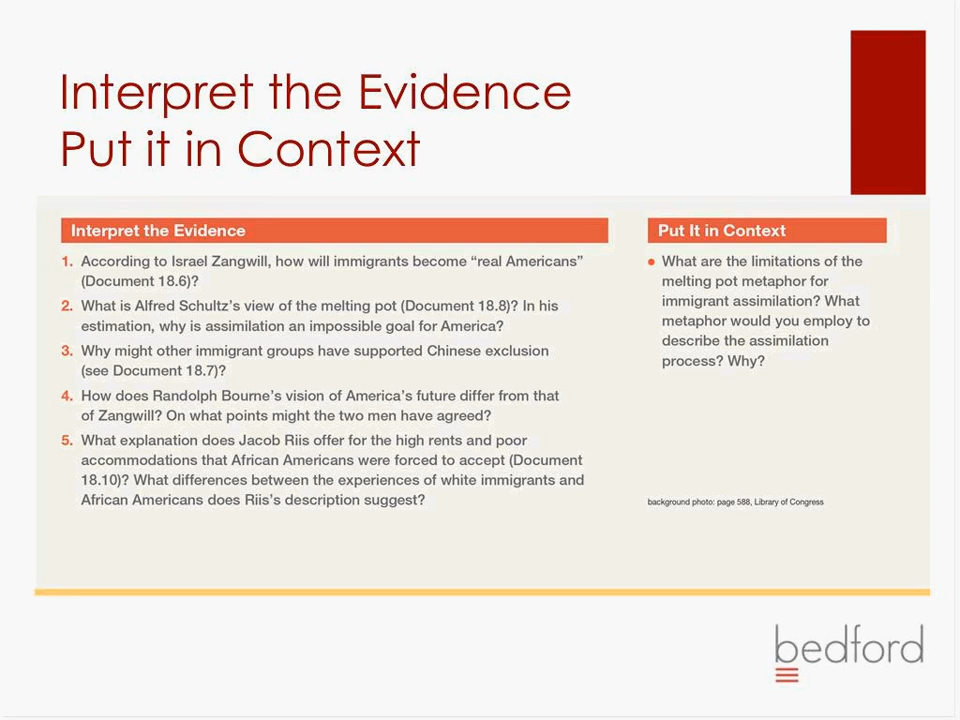 Interpret the Evidence
Put it in Context
Interpret the Evidence
1. According to Israel Zangwill, how will immigrants become “real Americans”
(Document 18.6)?
2. What is Alfred Schultz’s view of the melting pot (Document 18.8)? In his
estimation, why is assimilation an impossible goal for America?
3. Why might other immigrant groups have supported Chinese exclusion
(see Document 18.7)?
4. How does Randolph Bourne’s vision of America’s future differ from that
of Zangwill? On what points might the two men have agreed?
5. What explanation does Jacob Riis offer for the high rents and poor
accommodations that African Americans were forced to accept (Document
18.10)? What differences between the experiences of white immigrants and
African Americans does Riis’s description suggest?
Put It in Context
• What are the limitations of the
melting pot metaphor for
immigrant assimilation? What
metaphor would you employ to
describe the assimilation
process? Why?
background photo: page 588, Library of Congress
bedford